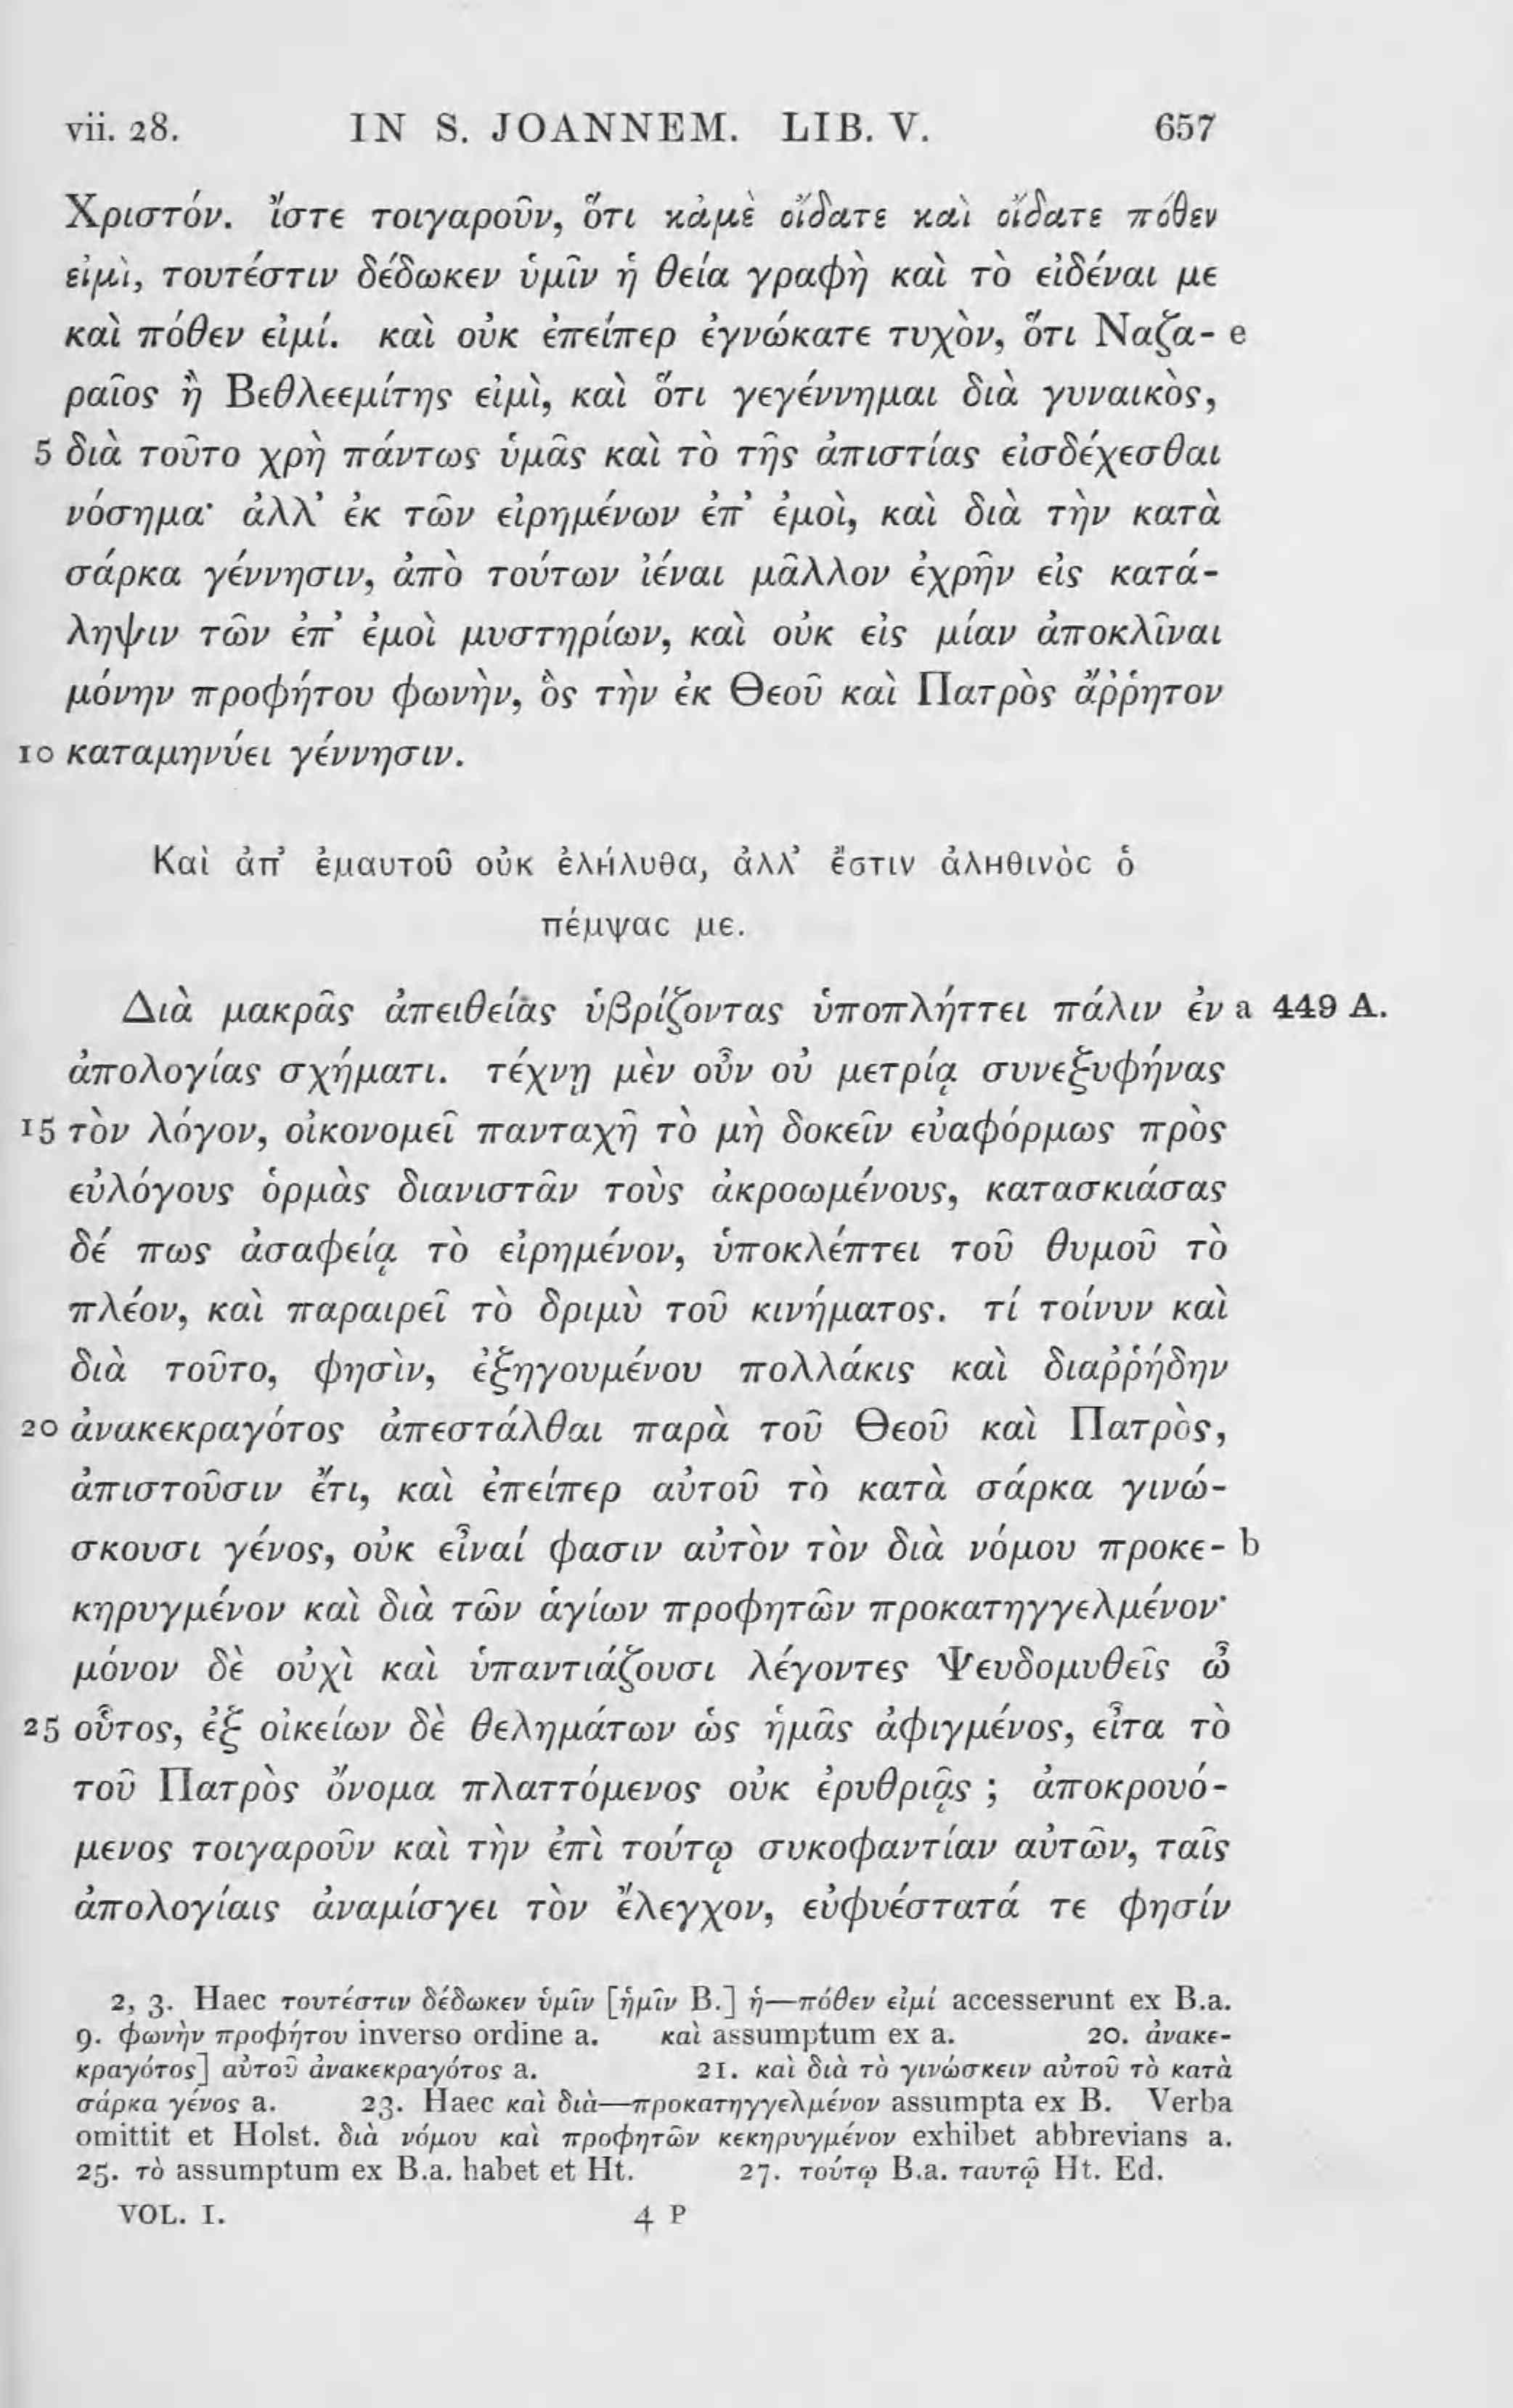 vii. 28. IN S. JOANNEM. LIB. V. 657
Χριστόν. ἴστε τοιγαροῦν, ὅτι κἀμὲ οἴδατε καὶ οἴδατε πόθεν
εἰμὶ, τουτέστιν δέδωκεν ὑμῖν ἡ θεία γραφὴ καὶ τὸ εἰδέναι με
καὶ πόθεν εἰμί. καὶ οὐκ ἐπείπερ ἐγνώκατε τυχὸν, ὅτι Ναζα- e
ραῖος ἢ Βεθλεεμίτης εἰμὶ, καὶ ὅτι γεγέννημαι διὰ γυναικὸς,
5 διὰ τοῦτο χρὴ πάντως ὑμᾶς καὶ τὸ τῆς ἀπιστίας εἰσδέχεσθαι
νόσημα· ἀλλ’ ἐκ τῶν εἰρημένων ἐπ’ ἐμοὶ, καὶ διὰ τὴν κατὰ
σάρκα γέννησιν, ἀπὸ τούτων ἰέναι μᾶλλον ἐχρῆν εἰς κατά-
ληψιν τῶν ἐπ’ ἐμοὶ μυστηρίων, καὶ οὐκ εἰς μίαν ἀποκλῖναι
μόνην προφήτου φωνὴν, ὃς τὴν ἐκ Θεοῦ καὶ Πατρὸς ἄῤῥητον
10 καταμηνύει γέννησιν.
Καὶ ἀπ’ ἐμαυτοῦ οὐκ ἐλήλυθα, ἀλλ’ ἔστιν ἀληθινὸς ὁ
πέμψας με.
Διὰ μακρᾶς ἀπειθείας ὑβρίζοντας ὑποπλήττει πάλιν ἐν a 449 A.
ἀπολογίας σχήματι. τέχνῃ μὲν οὖν οὐ μετρίᾳ συνεξυφήνας
15 τὸν λόγον, οἰκονομεῖ πανταχῆ τὸ μὴ δοκεῖν εὐαφόρμως πρὸς
εὐλόγους ὁρμὰς διανιστᾶν τοὺς ἀκροωμένους, κατασκιάσας
δέ πως ἀσαφείᾳ τὸ εἰρημένον, ὑποκλέπτει τοῦ θυμοῦ τὸ
πλέον, καὶ παραιρεῖ τὸ δριμὺ τοῦ κινήματος. τί τοίνυν καὶ
διὰ τοῦτο, φησὶν, ἐξηγουμένου πολλάκις καὶ διαῤῥήδην
20 ἀνακεκραγότος ἀπεστάλθαι παρὰ τοῦ Θεοῦ καὶ Πατρὸς,
ἀπιστοῦσιν ἔτι, καὶ ἐπείπερ αὐτοῦ τὸ κατὰ σάρκα γινώ-
σκουσι γένος, οὐκ εἶναί φασιν αὐτὸν τὸν διὰ νόμου προκε- b
κηρυγμένον καὶ διὰ τῶν ἁγίων προφητῶν προκατηγγελμένον·
μόνον δὲ οὐχὶ καὶ ὑπαντιάζουσι λέγοντες Ψευδομυθεῖς ὦ
25 οὗτος, ἐξ οἰκείων δὲ θελημάτων ὡς ἡμᾶς ἀφιγμένος, εἶτα τὸ
τοῦ Πατρὸς ὄνομα πλαττόμενος οὐκ ἐρυθριᾷς ; ἀποκρουό-
μενος τοιγαροῦν καὶ τὴν ἐπὶ τούτῳ συκοφαντίαν αὐτῶν, ταῖς
ἀπολογίαις ἀναμίσγει τὸν ἔλεγχον, εὐφυέστατά τε φησίν
2, 3. Haec τουτέστιν δέδωκεν ὑμῖν [ἡμῖν B.] ἡ—πόθεν εἰμί accesserunt ex B.a.
9. φωνὴν προφήτου inverso ordine a. καὶ assumptum ex a. 20. ἀνακε-
κραγότος] αὐτοῦ ἀνακεκραγότος a. 21. καὶ διὰ τὸ γινώσκειν αὐτοῦ τὸ κατὰ
σάρκα γένος a. 23. Haec καὶ διὰ—προκατηγγελμένον assumpta ex B. Verba
omittit et Holst. διὰ νόμου καὶ προφητῶν κεκηρυγμένον exhibet abbrevians a.
25. τὸ assumptum ex B.a. habet et Ht. 27. τούτῳ B.a. ταυτῷ Ht. Ed.
VOL. I. 4 P